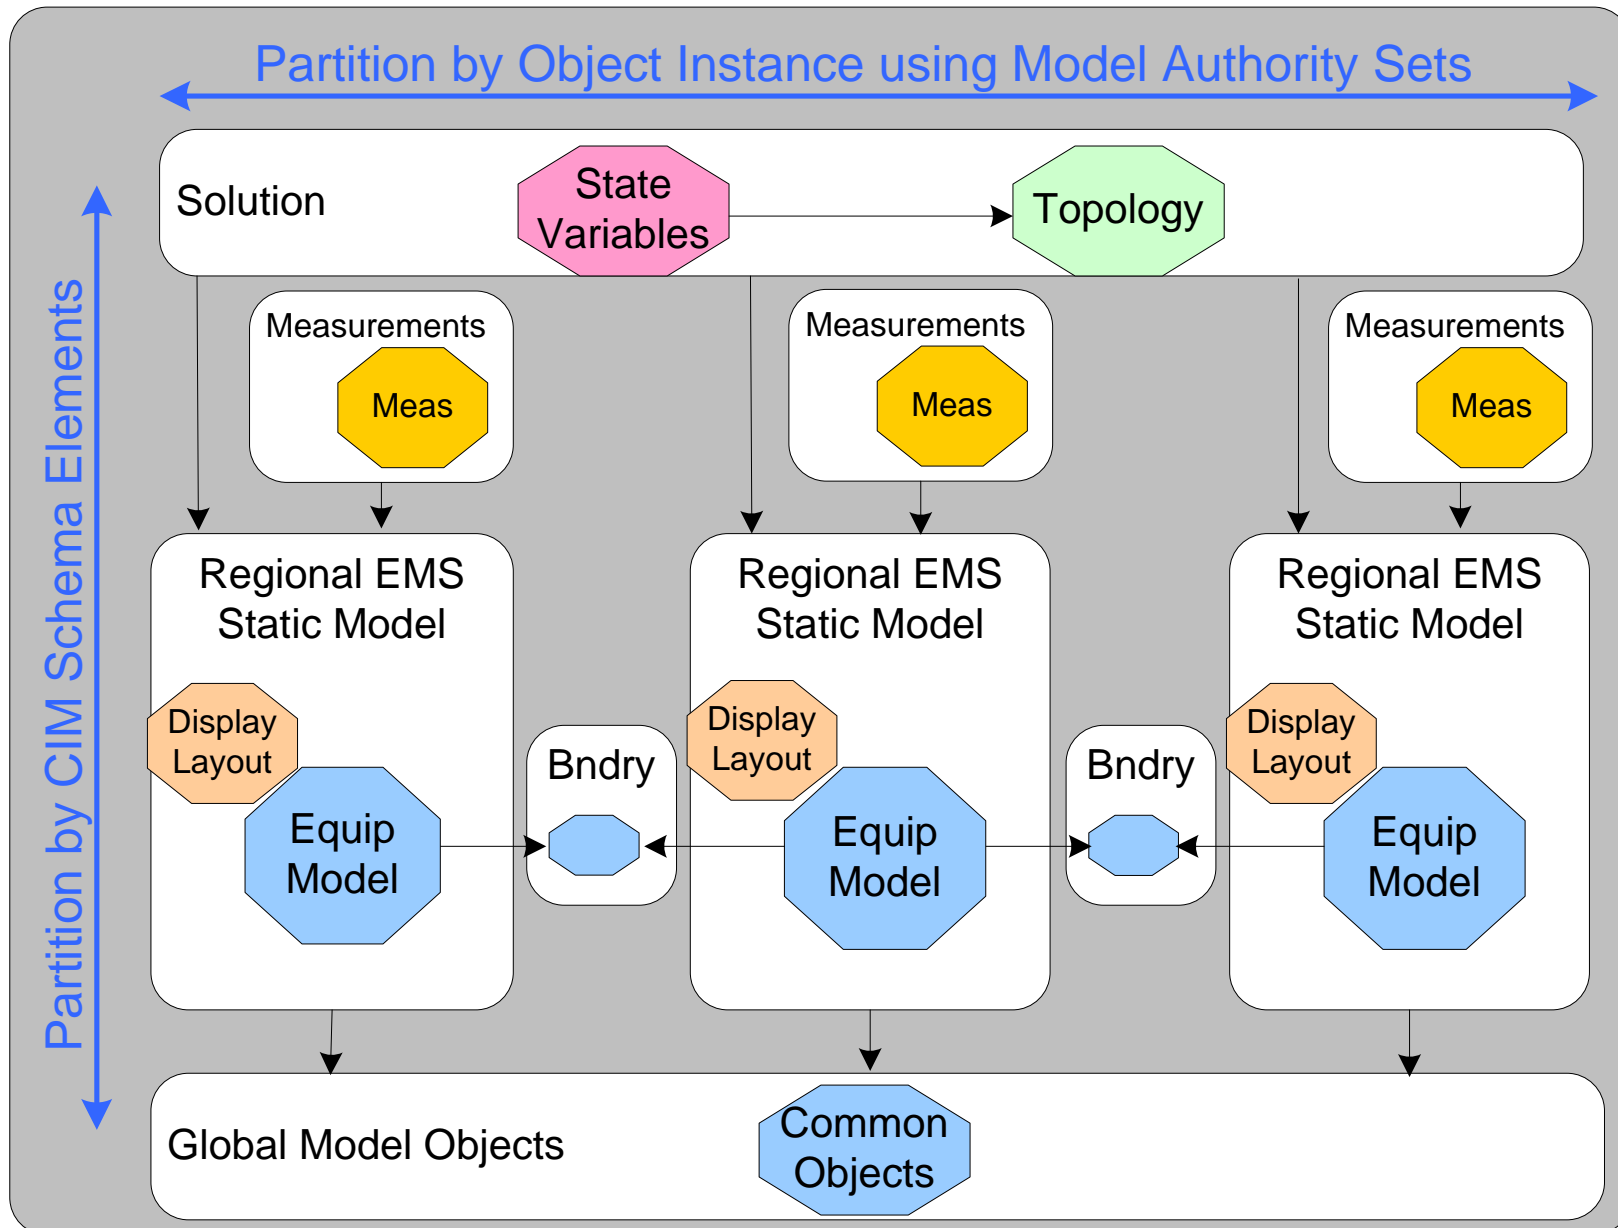 Partition by Object Instance using Model Authority Sets
Partition by CIM Schema Elements
Solution
State
Variables
Topology
Measurements
Meas
Measurements
Meas
Measurements
Meas
Regional EMS
Static Model
Display
Layout
Equip
Model
Bndry
Regional EMS
Static Model
Display
Layout
Equip
Model
Bndry
Regional EMS
Static Model
Display
Layout
Equip
Model
Global Model Objects
Common
Objects